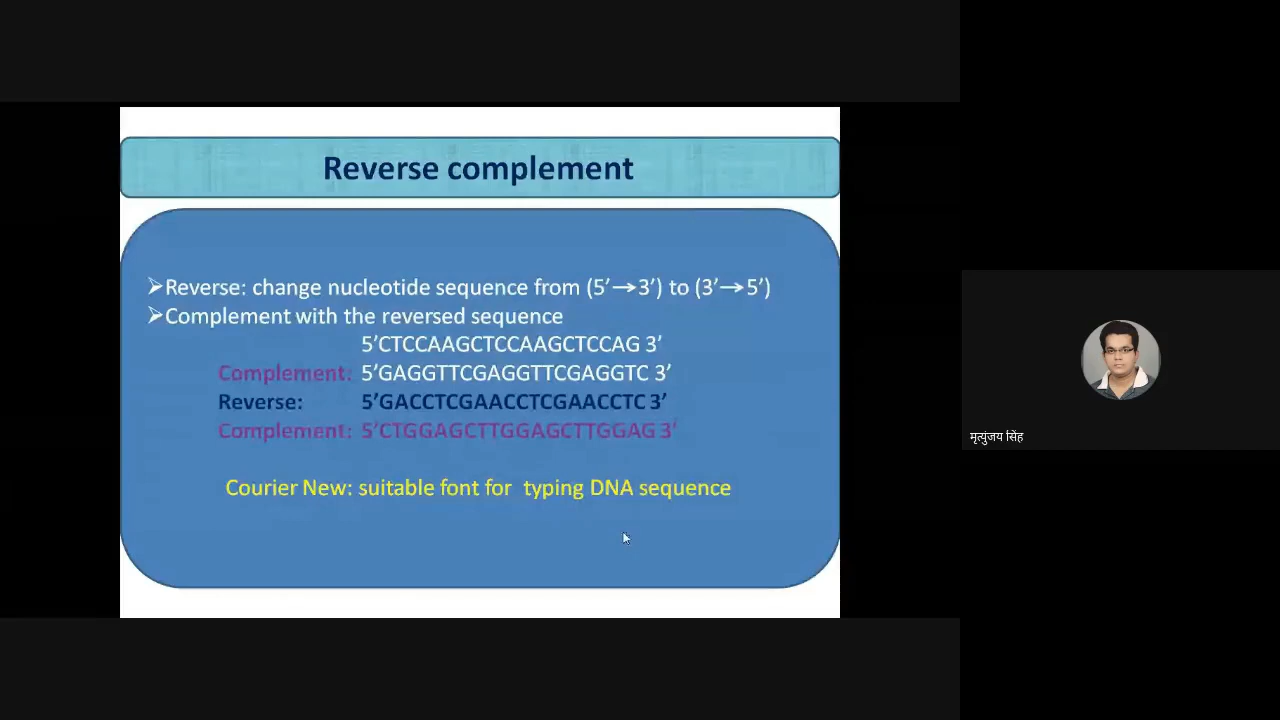 Reverse complement
➢Reverse: change nucleotide sequence from (5’→3’) to (3’→5’)
➢Complement with the reversed sequence
5’CTCCAAGCTCCAAGCTCCAG 3’
Complement: 5’GAGGTTCGAGGTTCGAGGTC 3’
Reverse: 5’GACCTCGAACCTCGAACCTC 3’
Complement: 5’CTGGAGCTTGGAGCTTGGAG 3’
Courier New: suitable font for typing DNA sequence
मृत्युंजय सिंह